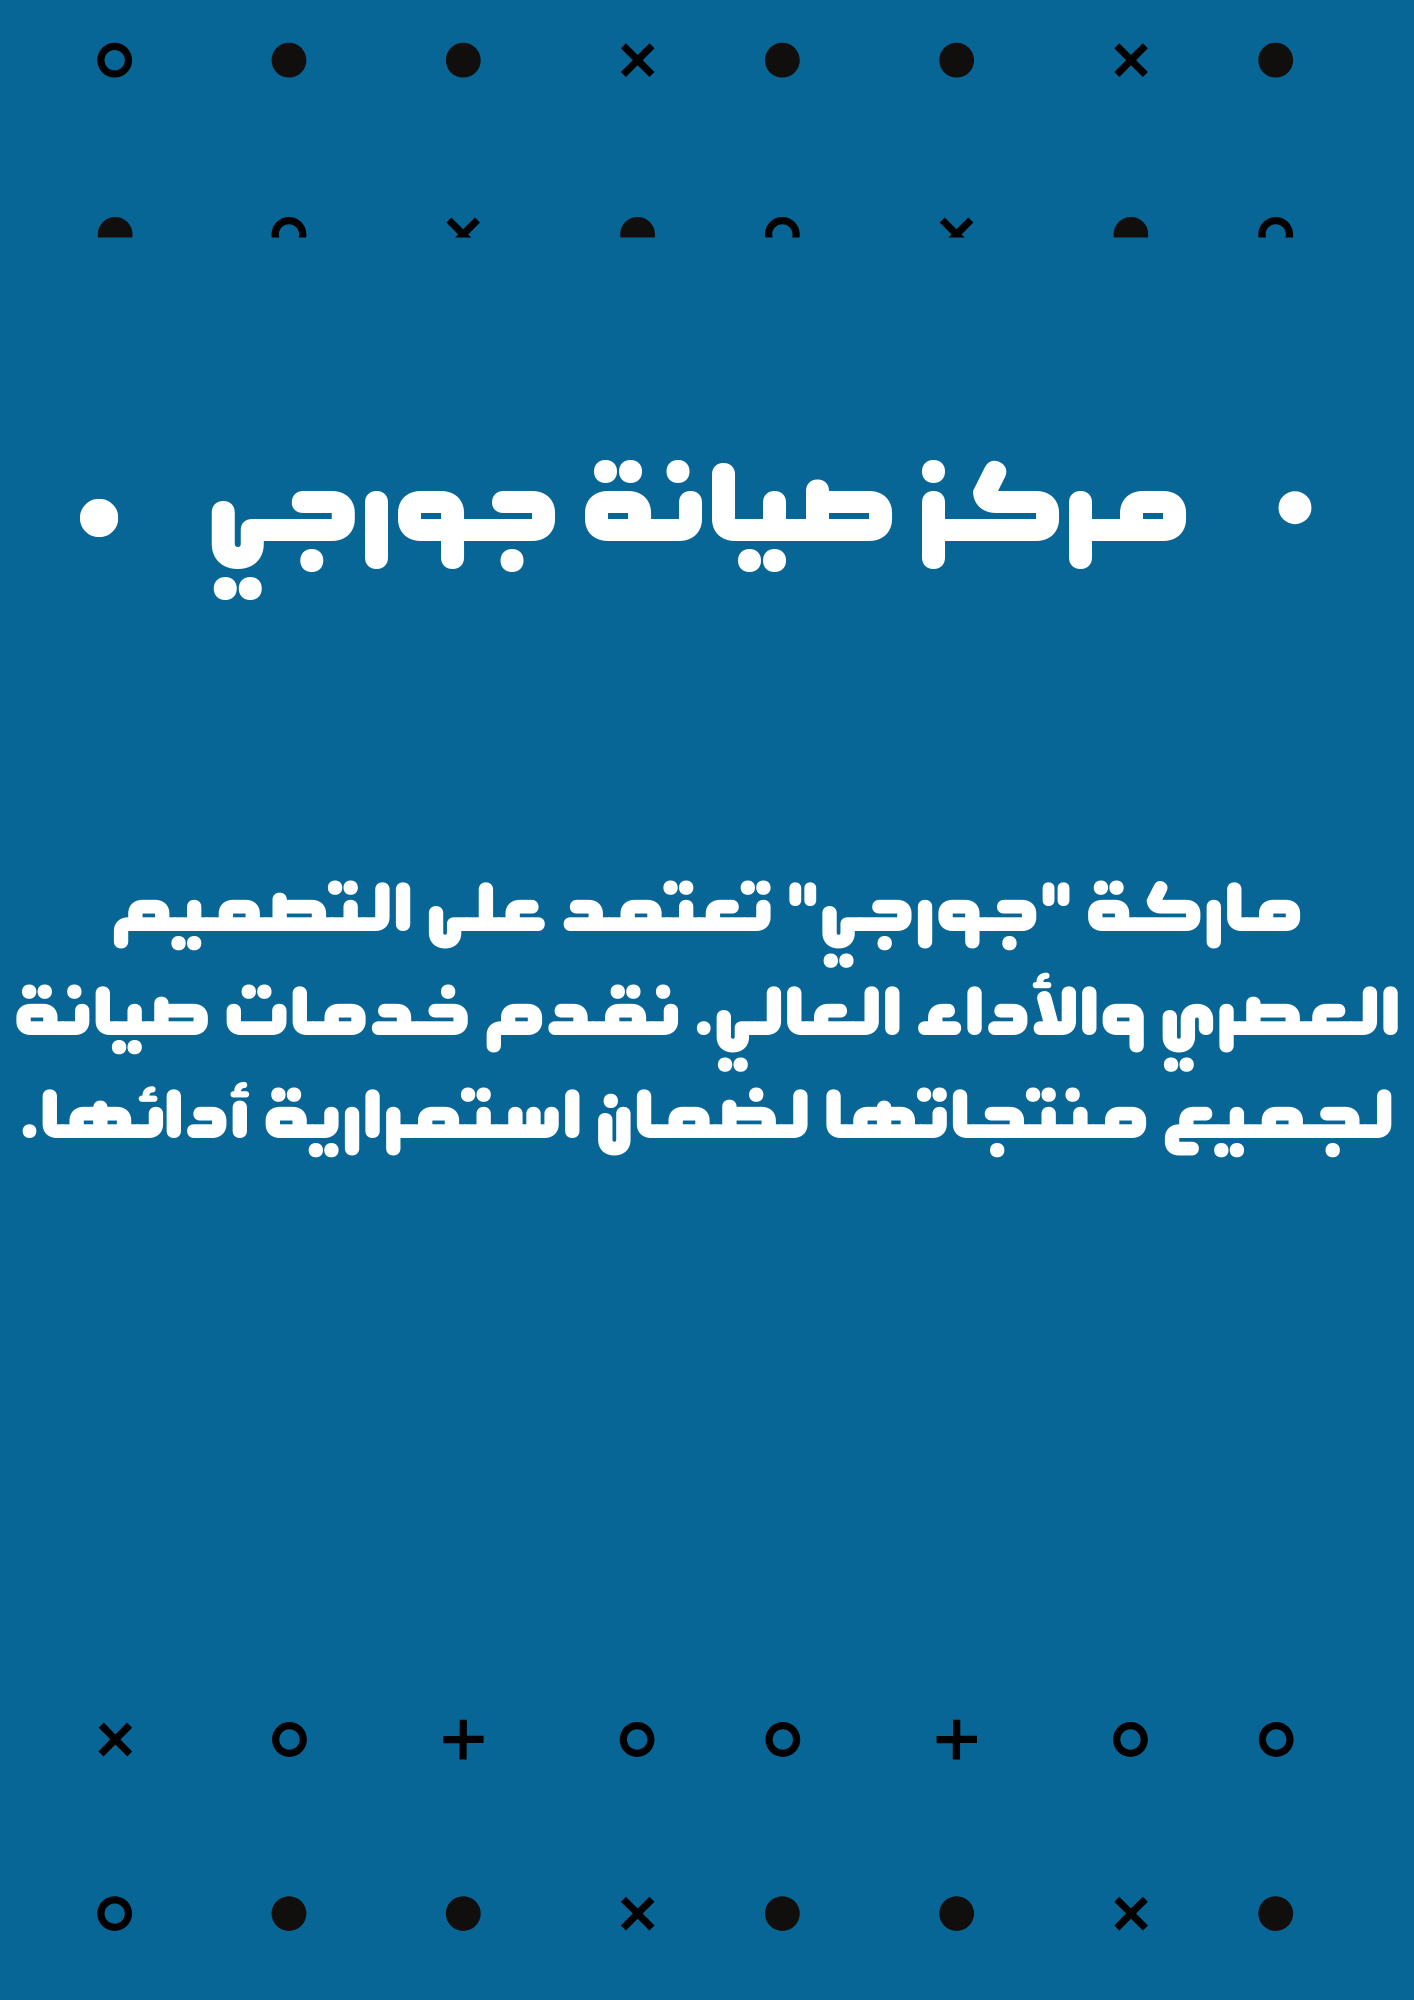 مركز صيانة جورجي
ماركة "جورجي" تعتمد على التصميم
العصري والأداء العالي. نقدم خدمات صيانة
لجميع منتجاتها لضمان استمرارية أدائها.